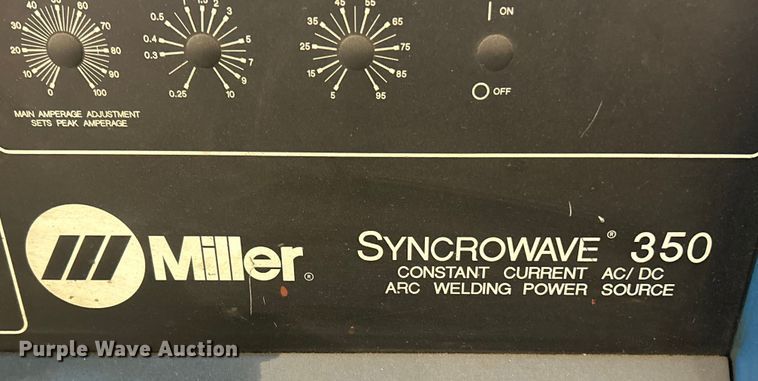 30 40 50 60 70
20 80
10 90
0 100
MAIN AMPERAGE ADJUSTMENT
SETS PEAK AMPERAGE
0.5 1 1.5 2 3
0.4 5
0.3 7
9
0.25 10
35 45 55 65
25 75
15 85
5 95
ON
OFF
Miller®
SYNCROWAVE® 350
CONSTANT CURRENT AC/DC
ARC WELDING POWER SOURCE
Purple Wave Auction